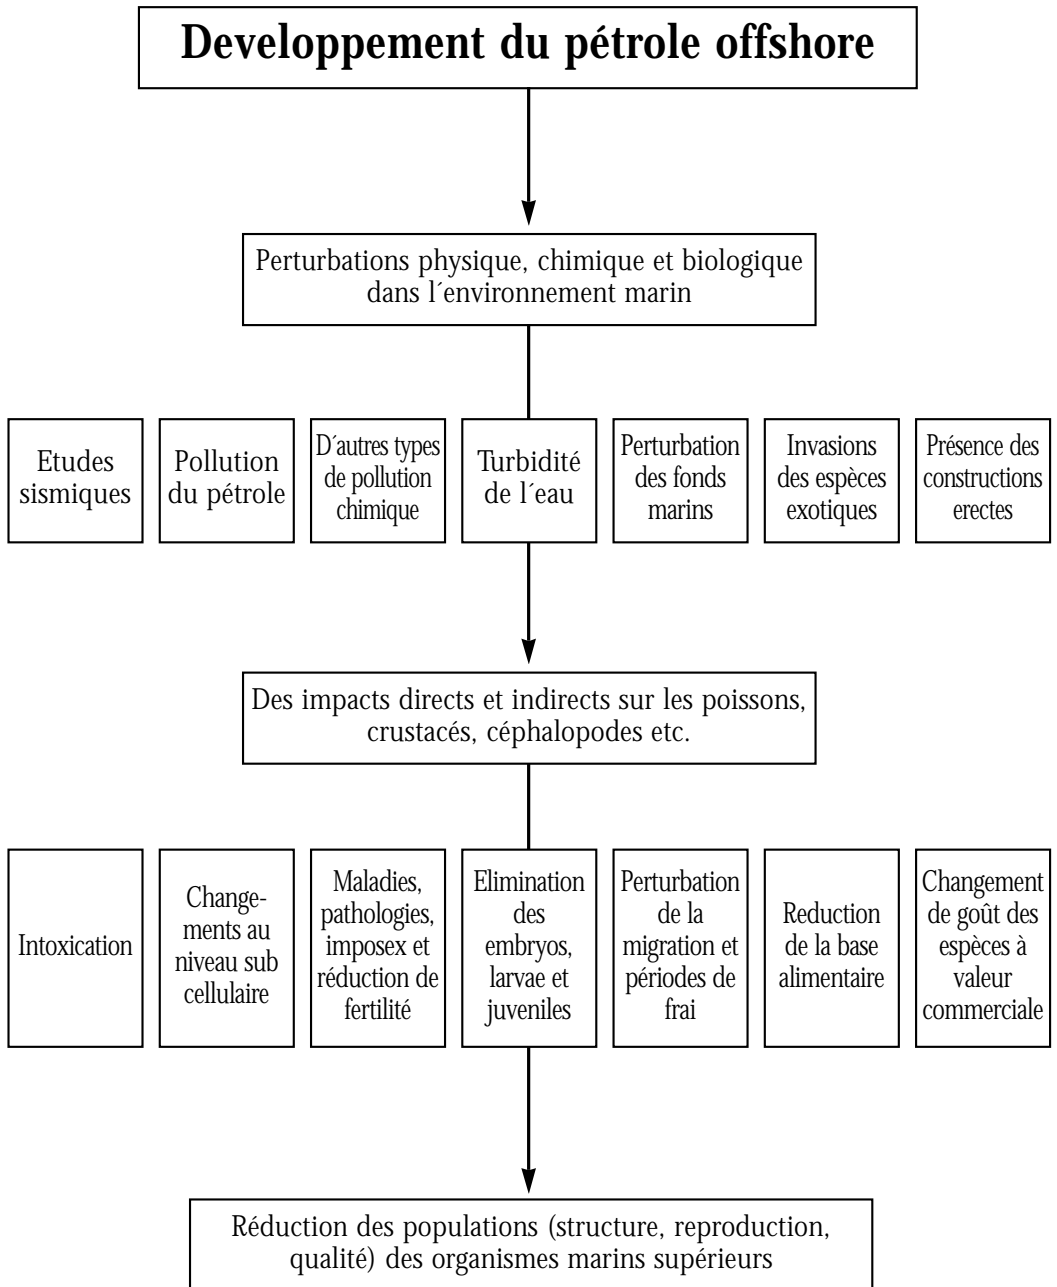 Developpement du pétrole offshore
Perturbations physique, chimique et biologique
dans l´environnement marin
Etudes
sismiques
Pollution
du pétrole
D´autres types
de pollution
chimique
Turbidité
de l´eau
Perturbation
des fonds
marins
Invasions
des espèces
exotiques
Présence des
constructions
erectes
Des impacts directs et indirects sur les poissons,
crustacés, céphalopodes etc.
Intoxication
Change-
ments au
niveau sub
cellulaire
Maladies,
pathologies,
imposex et
réduction de
fertilité
Elimination
des
embryos,
larvae et
juveniles
Perturbation
de la
migration et
périodes de
frai
Reduction
de la base
alimentaire
Changement
de goût des
espèces à
valeur
commerciale
Réduction des populations (structure, reproduction,
qualité) des organismes marins supérieurs